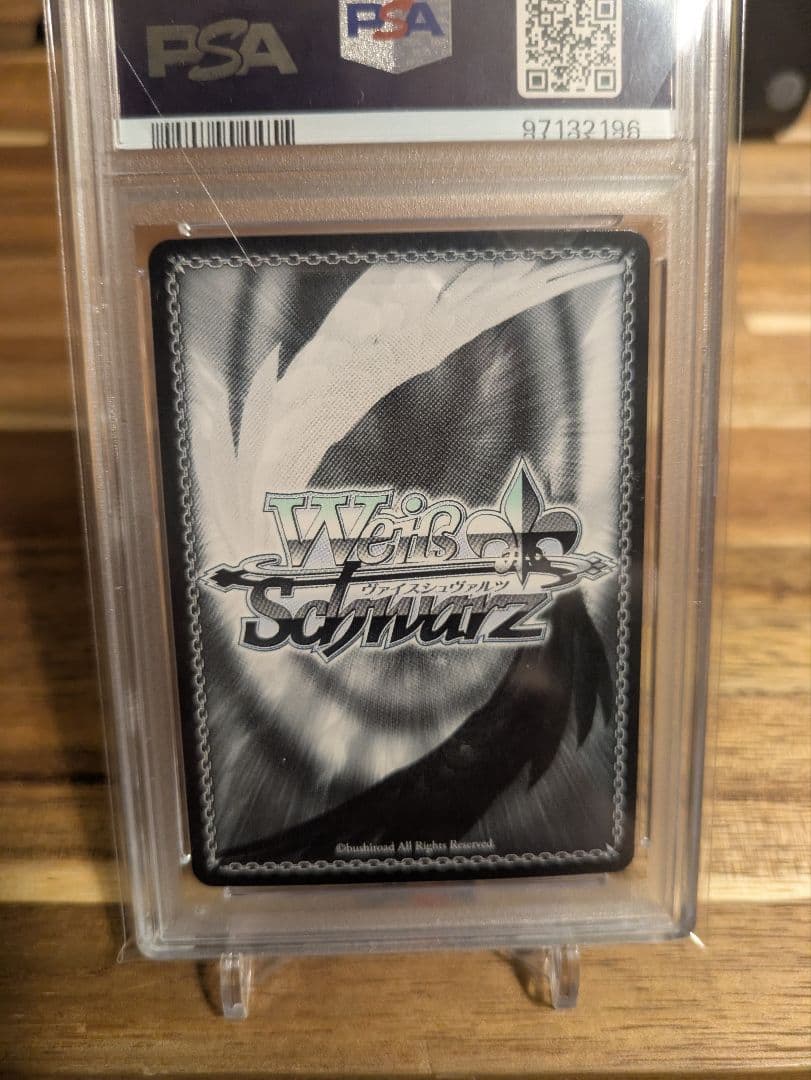 PSA
PSA
97132196
Weiß
ヴァイスシュヴァルツ
Schwarz
©bushiroad All Rights Reserved.